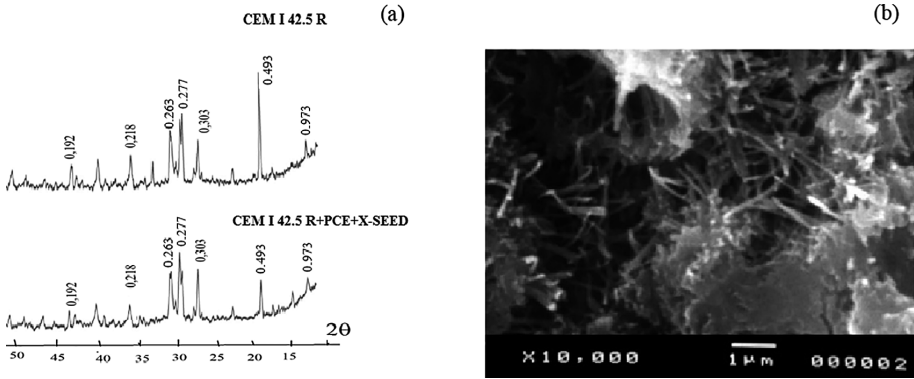 (a)
(b)
CEM I 42.5 R
0,192
0,218
0.263
0.277
0,303
0.493
0.973
CEM I 42.5 R+PCE+X-SEED
0,192
0,218
0.263
0.277
0,303
0.493
0.973
2θ
50 45 40 35 30 25 20 15
X10,000 1μm 000002